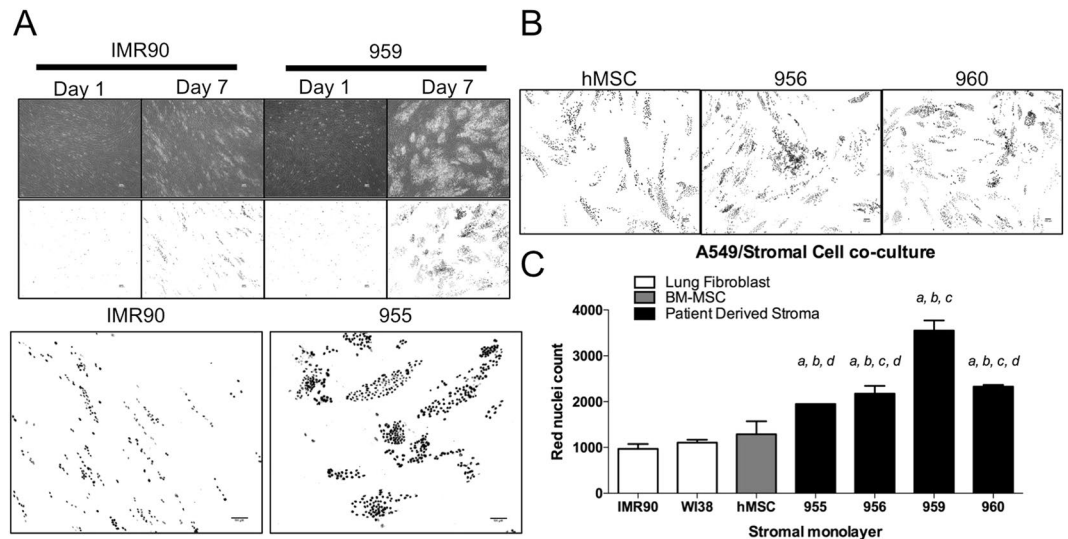 A
IMR90 959
Day 1 Day 7 Day 1 Day 7
IMR90 955
B
hMSC 956 960
A549/Stromal Cell co-culture
C
Lung Fibroblast
BM-MSC
Patient Derived Stroma
Red nuclei count
4000
3000
2000
1000
0
a, b, d
a, b, c, d
a, b, c
a, b, c, d
IMR90 WI38 hMSC 955 956 959 960
Stromal monolayer